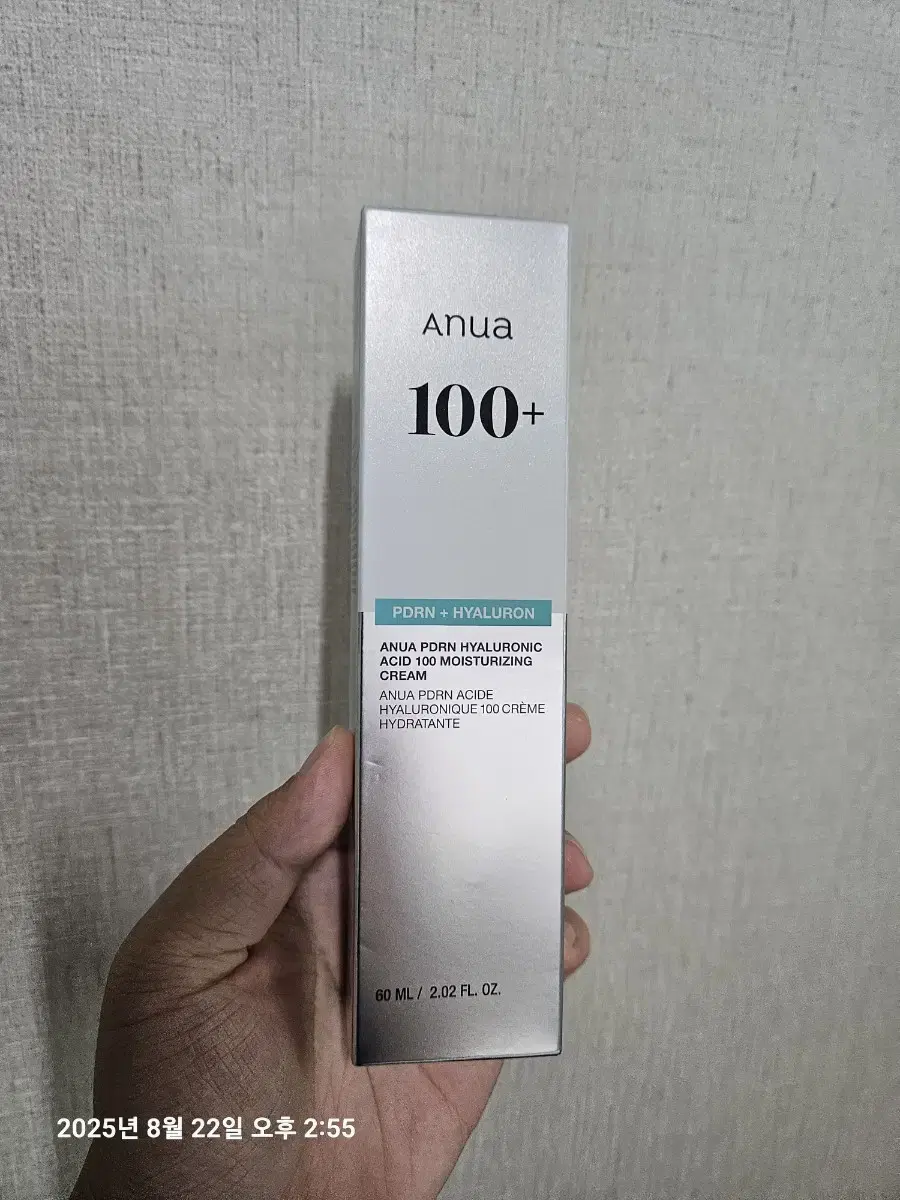 Anua
100+
PDRN + HYALURON
ANUA PDRN HYALURONIC
ACID 100 MOISTURIZING
CREAM
ANUA PDRN ACIDE
HYALURONIQUE 100 CRÈME
HYDRATANTE
60 ML / 2.02 FL. OZ.
2025년 8월 22일 오후 2:55